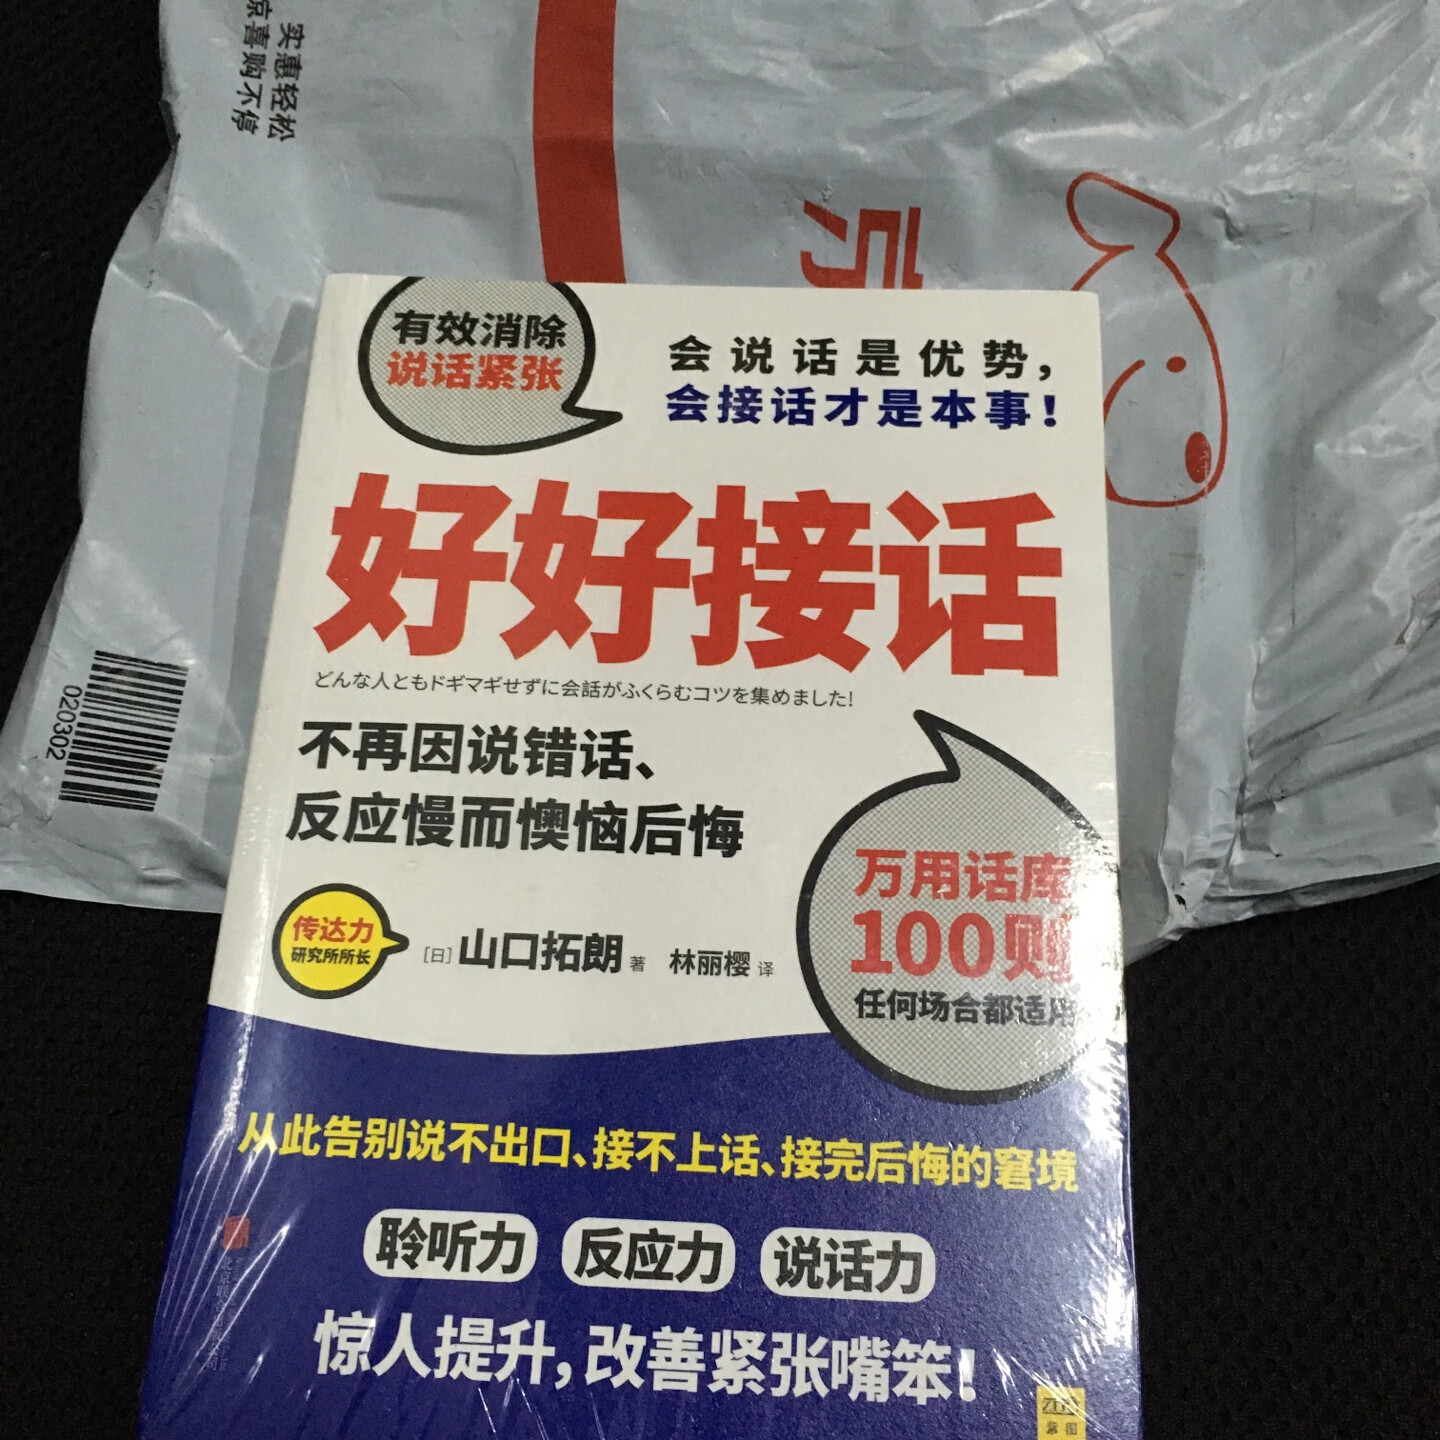 实惠轻松
惊喜购不停
京
020302
有效消除
说话紧张
会说话是优势，
会接话才是本事！
好好接话
どんな人ともドギマギせずに会話がふくらむコツを集めました!
不再因说错话、
反应慢而懊恼后悔
传达力
研究所所长
[日] 山口拓朗 著 林丽樱 译
万用话库
100则
任何场合都适用
从此告别说不出口、接不上话、接完后悔的窘境
聆听力 反应力 说话力
惊人提升，改善紧张嘴笨！
紫图